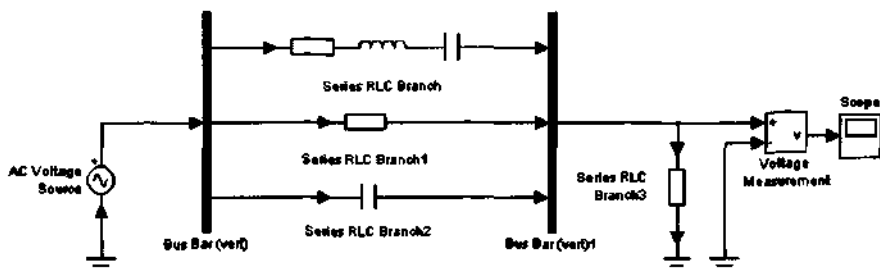 Series RLC Branch
Series RLC Branch1
Series RLC Branch2
AC Voltage
Source
Bus Bar (vert)
Bus Bar (vert)1
Series RLC
Branch3
+
-
v
Voltage
Measurement
Scope